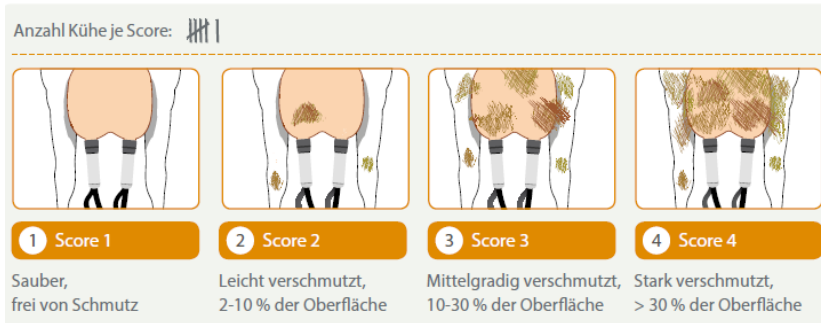 Anzahl Kühe je Score:
1 Score 1
2 Score 2
3 Score 3
4 Score 4
Sauber,
frei von Schmutz
Leicht verschmutzt,
2-10 % der Oberfläche
Mittelgradig verschmutzt,
10-30 % der Oberfläche
Stark verschmutzt,
> 30 % der Oberfläche